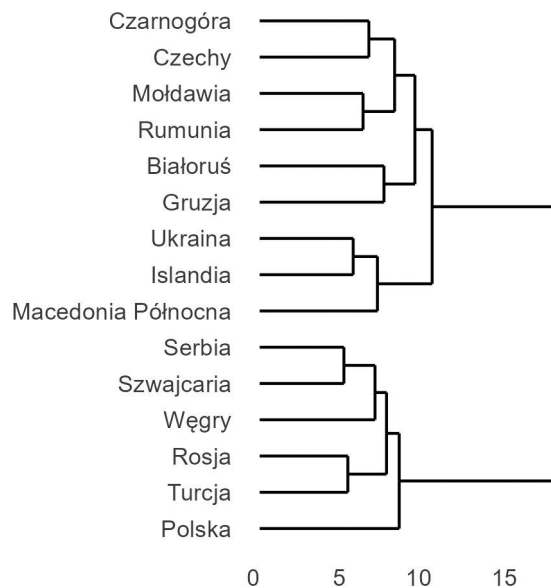 Czarnogóra
Czechy
Mołdawia
Rumunia
Białoruś
Gruzja
Ukraina
Islandia
Macedonia Północna
Serbia
Szwajcaria
Węgry
Rosja
Turcja
Polska
0 5 10 15